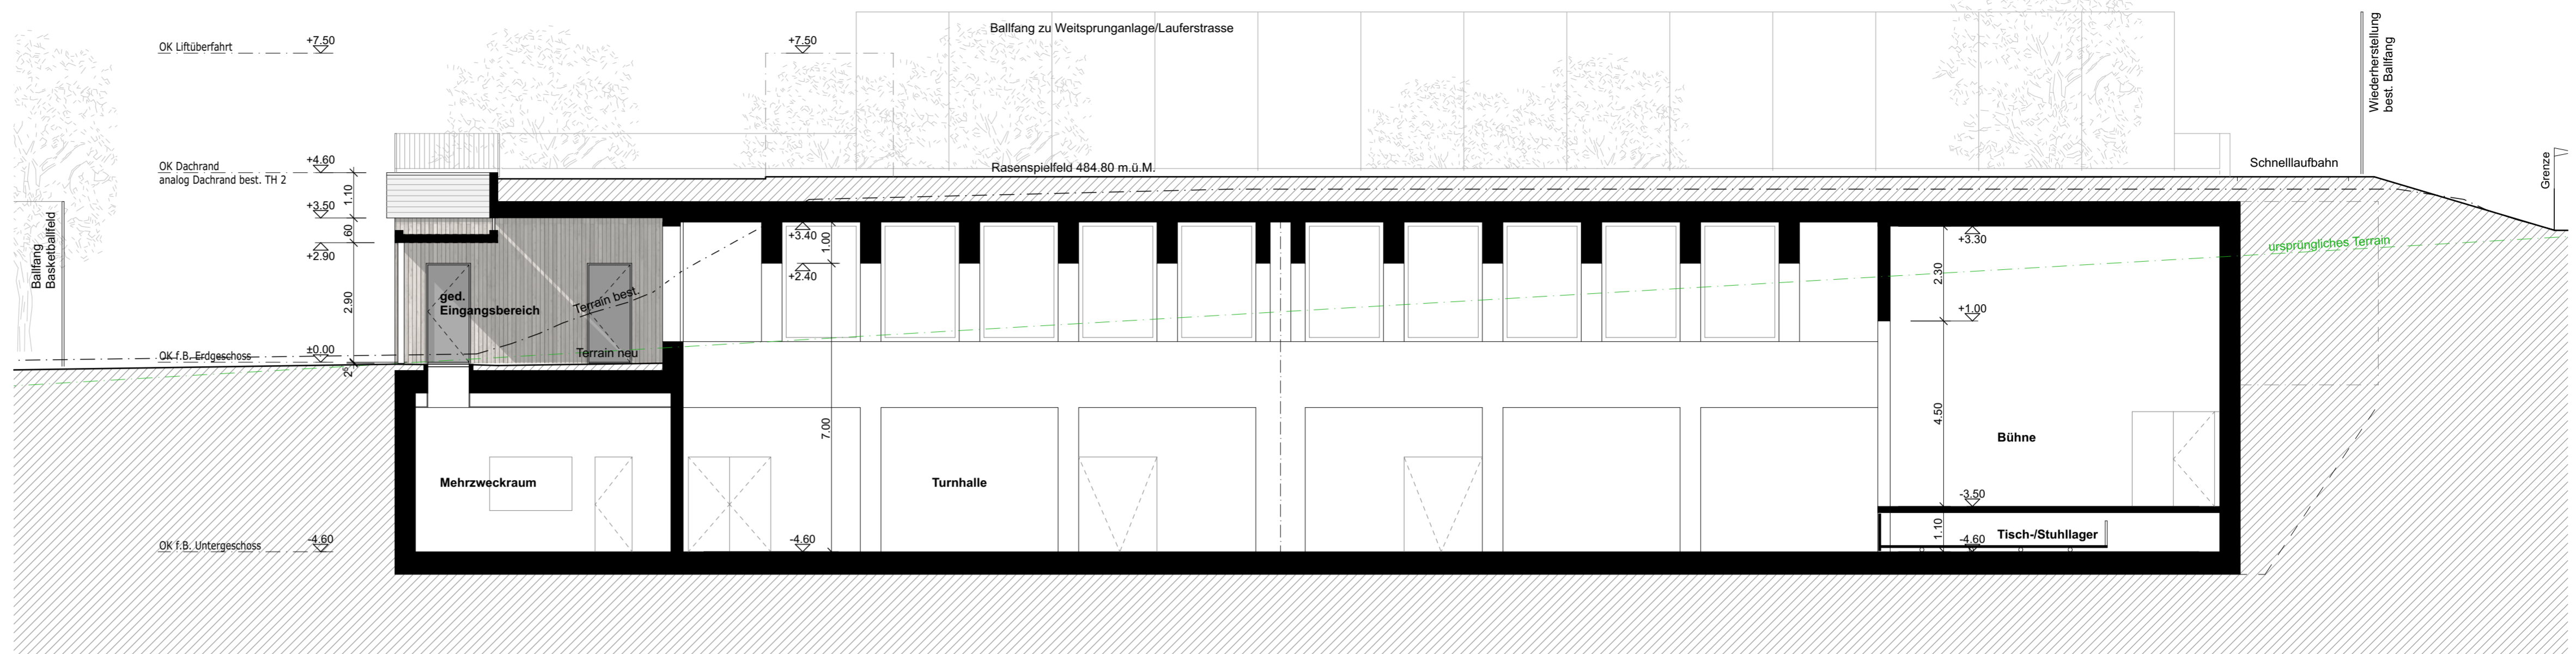 Ballfang zu Weitsprunganlage/Lauferstrasse
OK Liftüberfahrt
+7.50
+7.50
Wiederherstellung
best. Ballfang
OK Dachrand
analog Dachrand best. TH 2
+4.60
1.10
+3.50
60
+2.90
2.90
±0.00
2⁵
OK f.B. Erdgeschoss
OK f.B. Untergeschoss
-4.60
Ballfang
Basketballfeld
Rasenspielfeld 484.80 m.ü.M.
Schnelllaufbahn
Grenze
ursprüngliches Terrain
ged.
Eingangsbereich
Terrain best.
Terrain neu
+3.40
1.00
+2.40
7.00
-4.60
+3.30
2.30
+1.00
4.50
-3.50
1.10
-4.60
Mehrzweckraum
Turnhalle
Bühne
Tisch-/Stuhllager